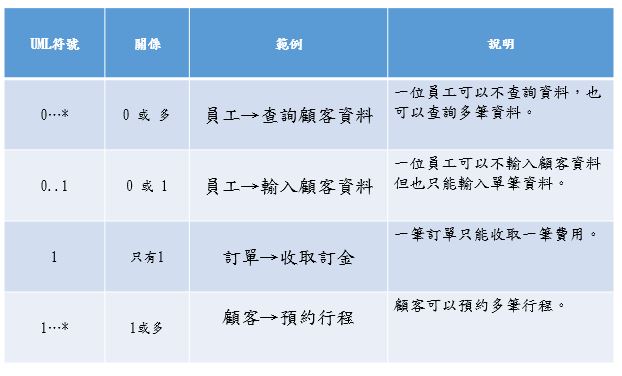 UML符號 關係 範例 說明
0…* 0 或 多 員工→查詢顧客資料 一位員工可以不查詢資料，也
可以查詢多筆資料。
0..1 0 或 1 員工→輸入顧客資料 一位員工可以不輸入顧客資料
但也只能輸入單筆資料。
1 只有1 訂單→收取訂金 一筆訂單只能收取一筆費用。
1…* 1或多 顧客→預約行程 顧客可以預約多筆行程。